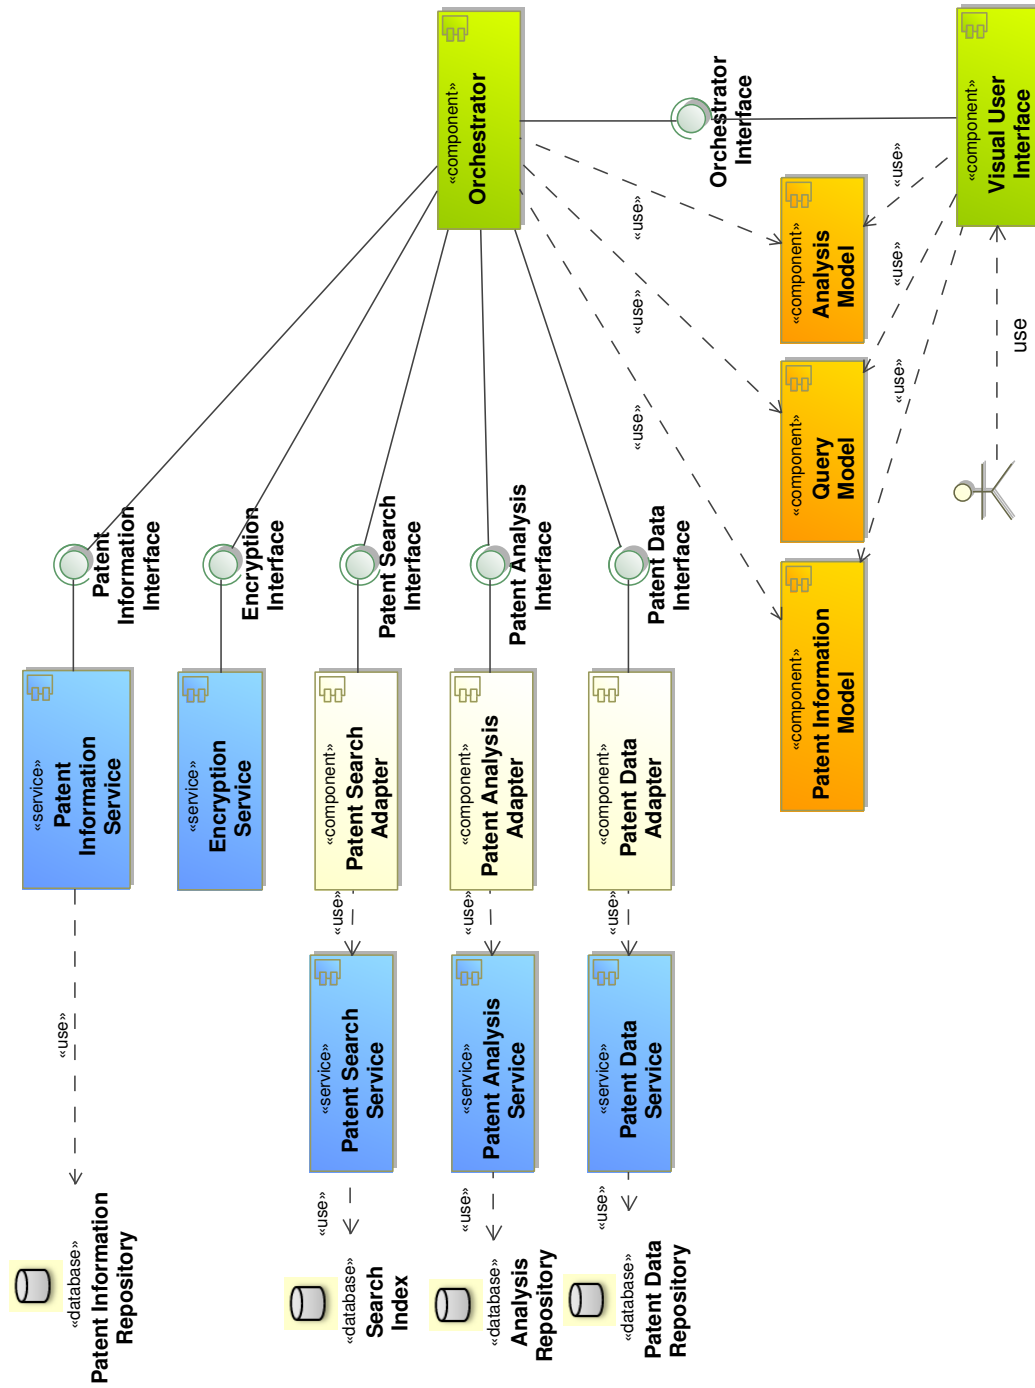 «component»
Visual User
Interface
use
Orchestrator
Interface
«component»
Orchestrator
«use»
«use»
«use»
«use»
«use»
«use»
«component»
Analysis
Model
«component»
Query
Model
«component»
Patent Information
Model
Patent
Information
Interface
Encryption
Interface
Patent Search
Interface
Patent Analysis
Interface
Patent Data
Interface
«service»
Patent
Information
Service
«service»
Encryption
Service
«component»
Patent Search
Adapter
«component»
Patent Analysis
Adapter
«component»
Patent Data
Adapter
«use»
«use»
«use»
«use»
«service»
Patent Search
Service
«service»
Patent Analysis
Service
«service»
Patent Data
Service
«use»
«use»
«use»
«database»
Patent Information
Repository
«database»
Search
Index
«database»
Analysis
Repository
«database»
Patent Data
Repository